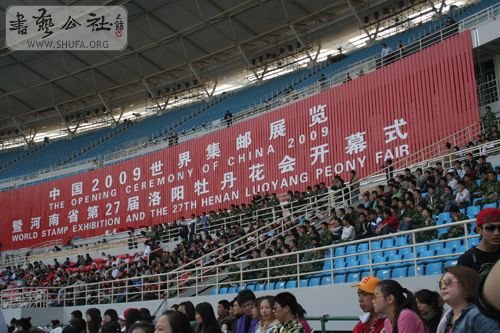 書藝公社
WWW.SHUFA.ORG
中国2009世界集邮展览
THE OPENING CEREMONY OF CHINA 2009
暨河南省第27届洛阳牡丹花会开幕式
WORLD STAMP EXHIBITION AND THE 27TH HENAN LUOYANG PEONY FAIR